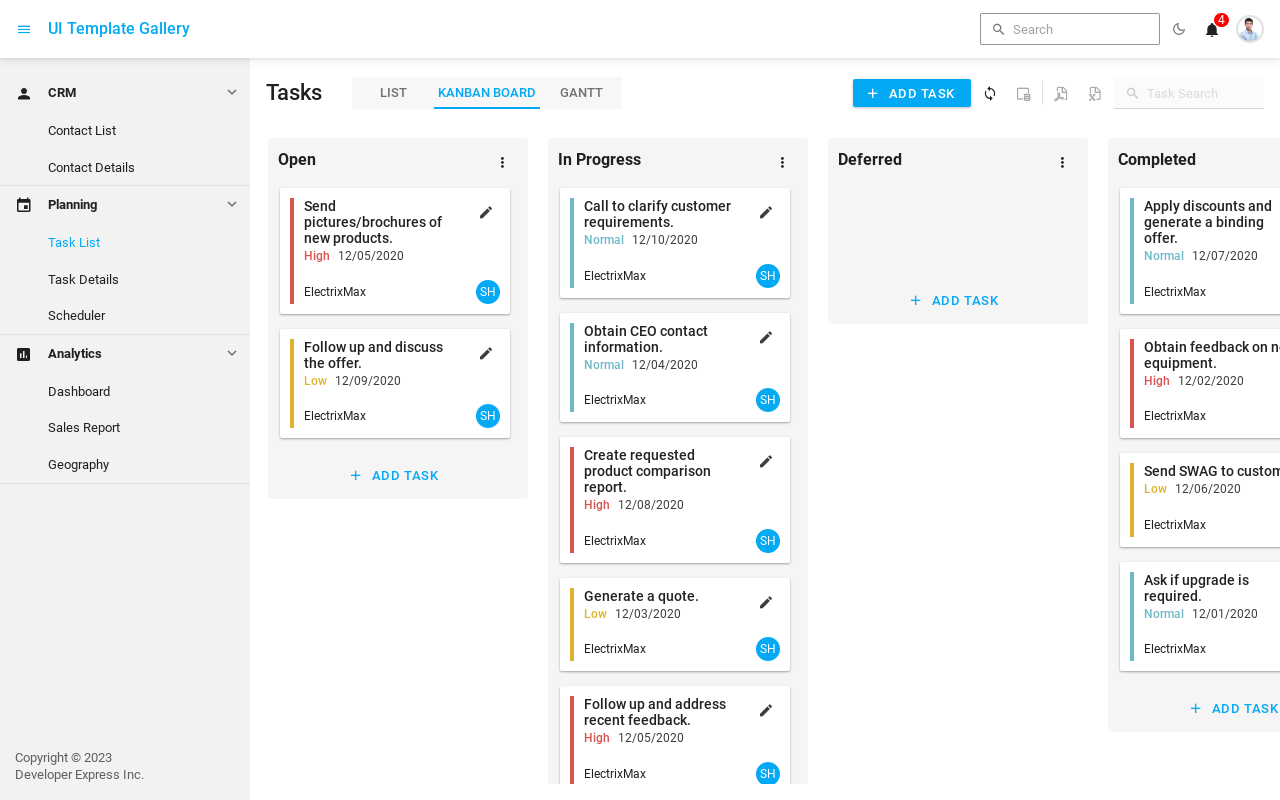 UI Template Gallery
Search
4
CRM
Contact List
Contact Details
Planning
Task List
Task Details
Scheduler
Analytics
Dashboard
Sales Report
Geography
Copyright © 2023
Developer Express Inc.
Tasks
LIST
KANBAN BOARD
GANTT
ADD TASK
Task Search
Open
Send
pictures/brochures of
new products.
High 12/05/2020
ElectrixMax
SH
Follow up and discuss
the offer.
Low 12/09/2020
ElectrixMax
SH
ADD TASK
In Progress
Call to clarify customer
requirements.
Normal 12/10/2020
ElectrixMax
SH
Obtain CEO contact
information.
Normal 12/04/2020
ElectrixMax
SH
Create requested
product comparison
report.
High 12/08/2020
ElectrixMax
SH
Generate a quote.
Low 12/03/2020
ElectrixMax
SH
Follow up and address
recent feedback.
High 12/05/2020
ElectrixMax
SH
Deferred
ADD TASK
Completed
Apply discounts and
generate a binding
offer.
Normal 12/07/2020
ElectrixMax
Obtain feedback on
equipment.
High 12/02/2020
ElectrixMax
Send SWAG to custom
Low 12/06/2020
ElectrixMax
Ask if upgrade is
required.
Normal 12/01/2020
ElectrixMax
ADD TASK